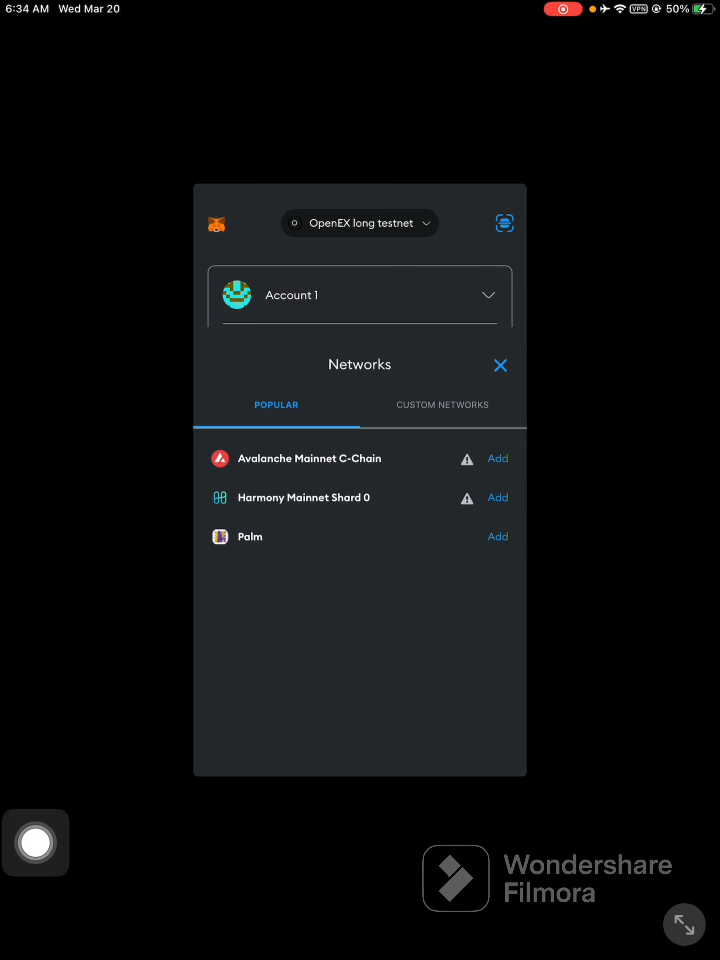 6:34 AM Wed Mar 20
VPN 50%
OpenEX long testnet
Account 1
Networks
POPULAR CUSTOM NETWORKS
Avalanche Mainnet C-Chain Add
Harmony Mainnet Shard 0 Add
Palm Add
Wondershare
Filmora